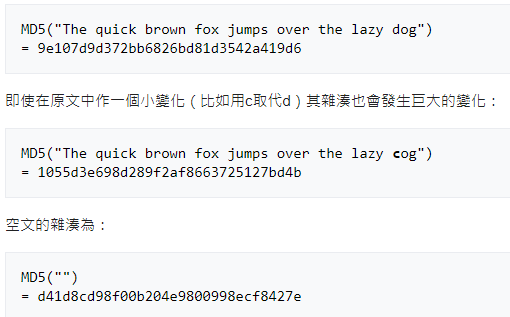 MD5("The quick brown fox jumps over the lazy dog")
= 9e107d9d372bb6826bd81d3542a419d6
即使在原文中作一個小變化（比如用c取代d）其雜湊也會發生巨大的變化：
MD5("The quick brown fox jumps over the lazy cog")
= 1055d3e698d289f2af8663725127bd4b
空文的雜湊為：
MD5("")
= d41d8cd98f00b204e9800998ecf8427e